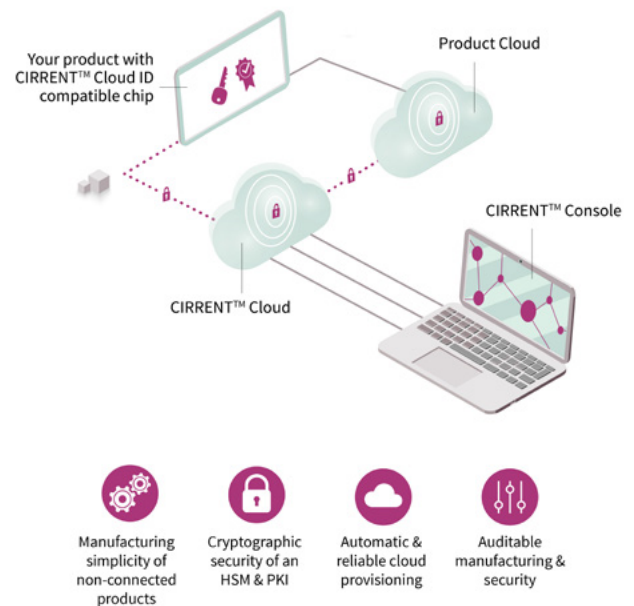 Your product with
CIRRENT™ Cloud ID
compatible chip
Product Cloud
CIRRENT™ Console
CIRRENT™ Cloud
Manufacturing
simplicity of
non-connected
products
Cryptographic
security of an
HSM & PKI
Automatic &
reliable cloud
provisioning
Auditable
manufacturing &
security